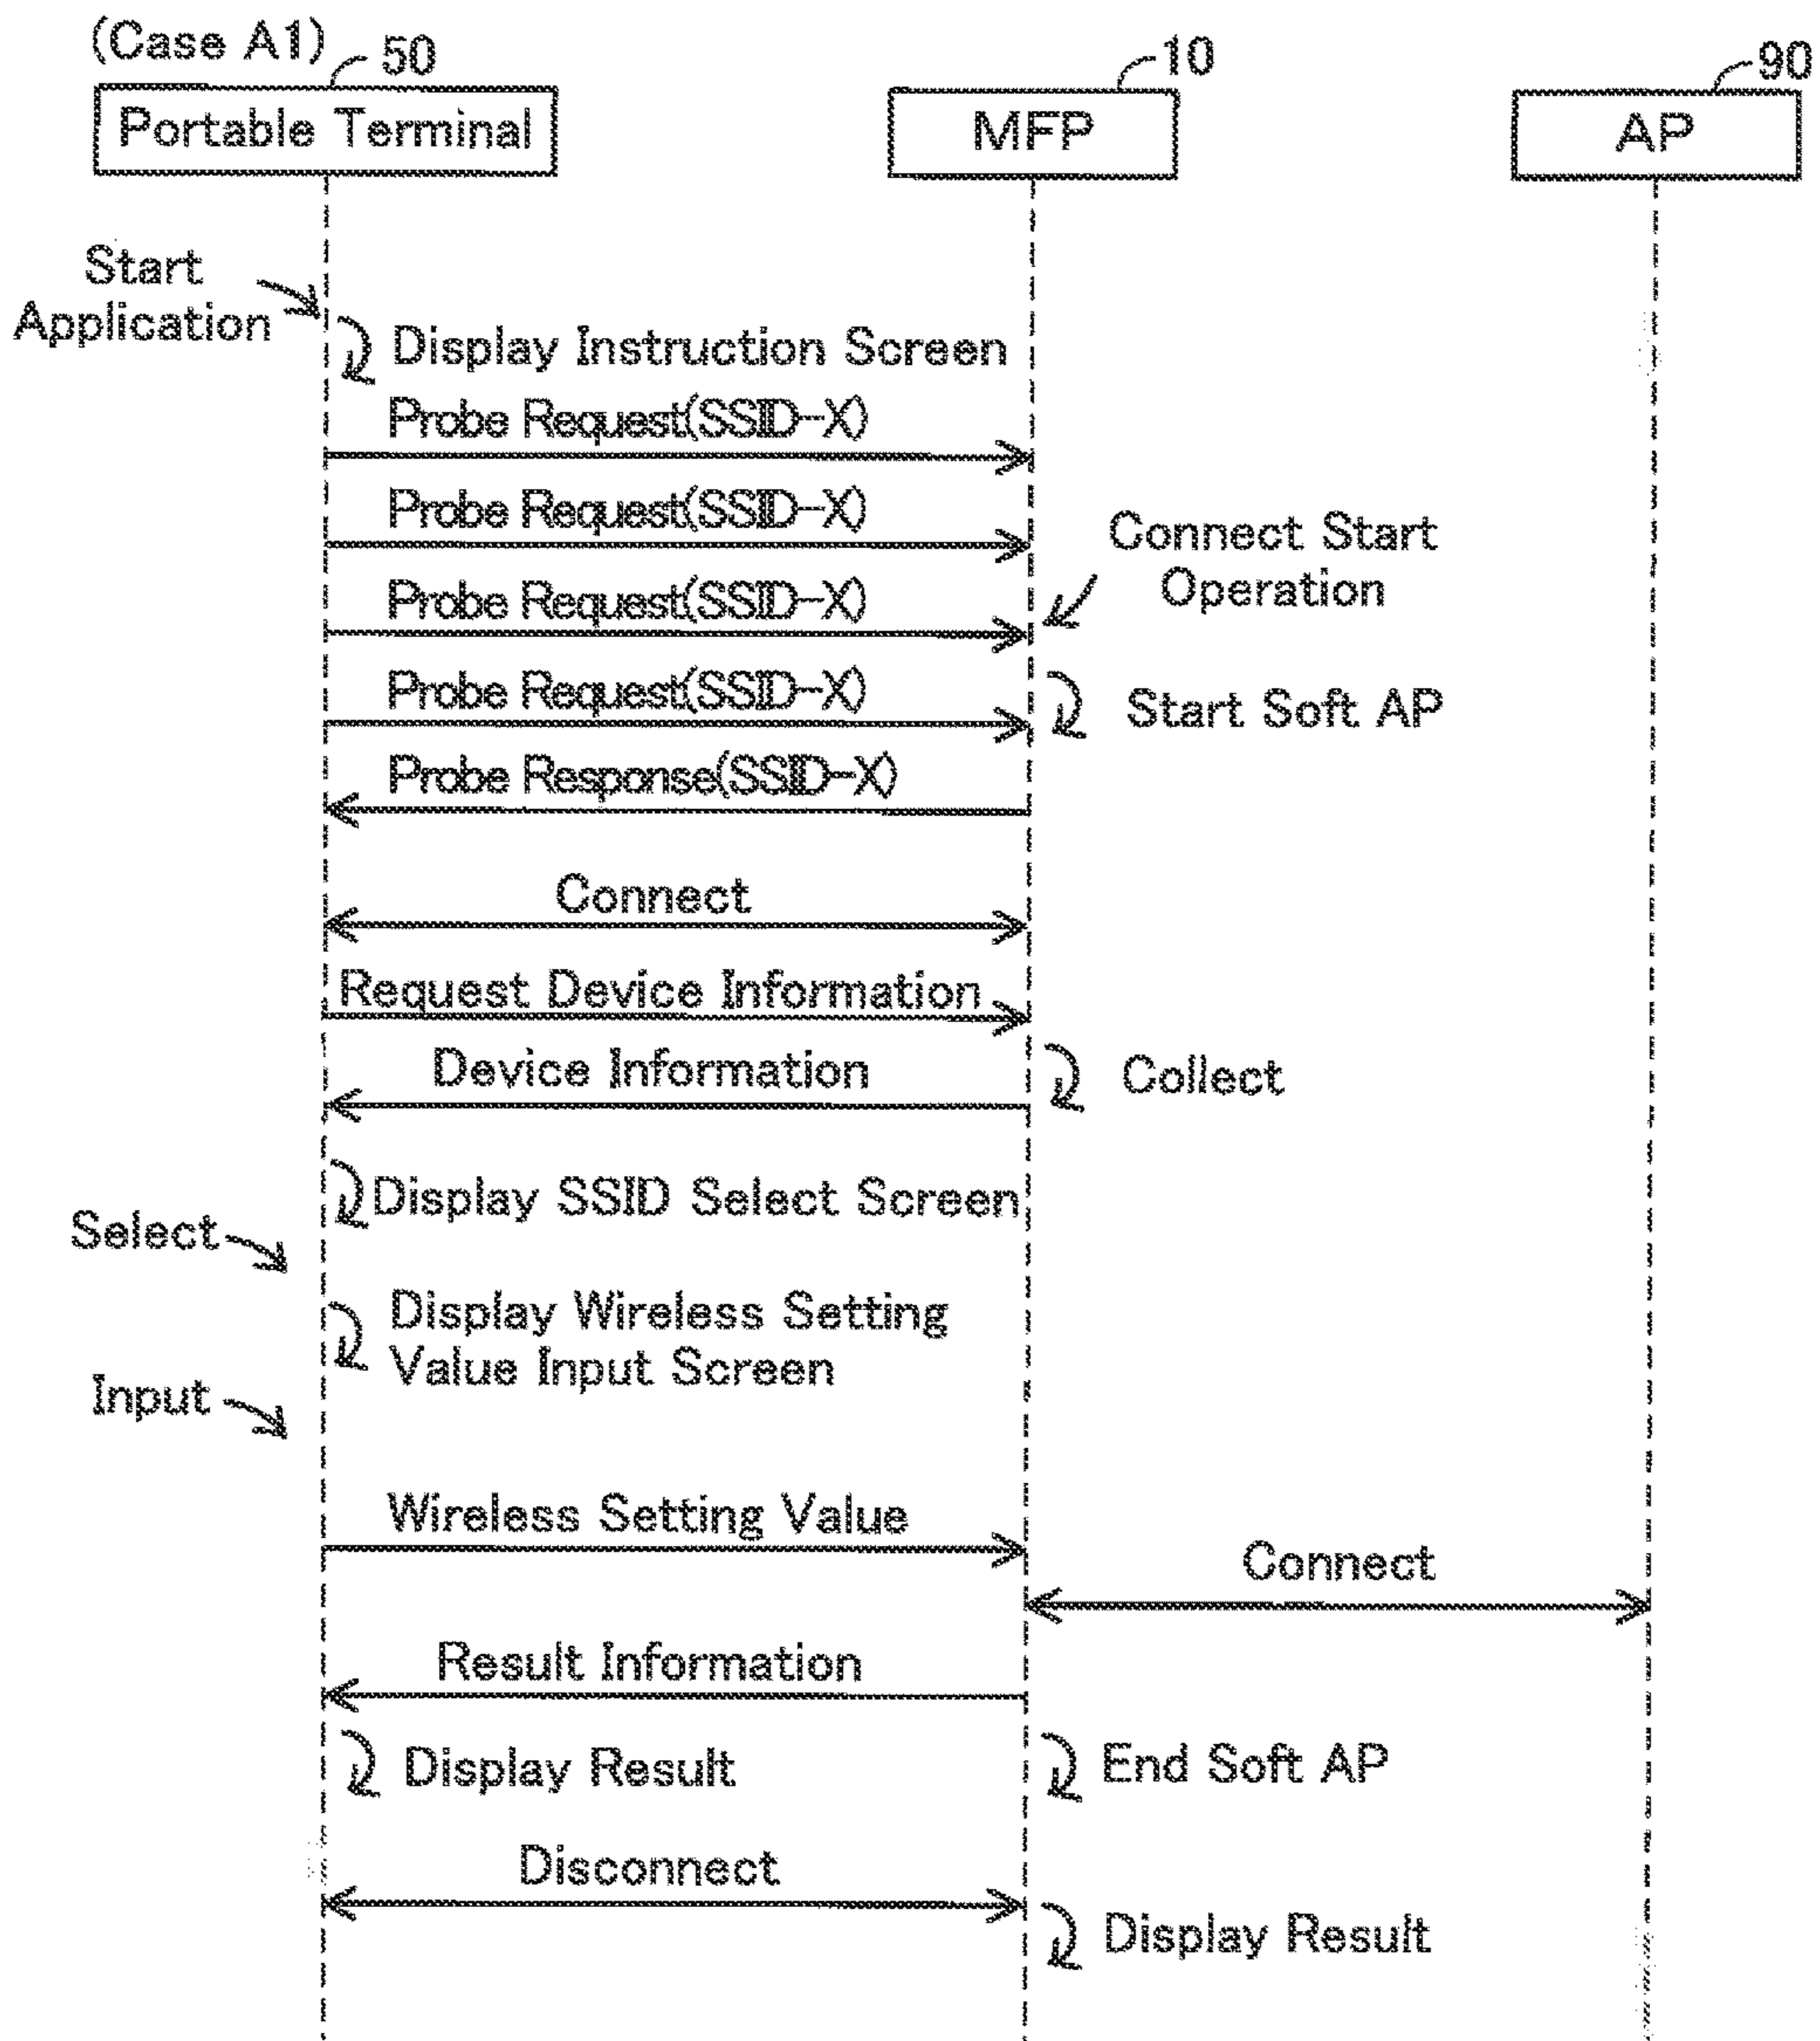 (Case A1)
50
10
90
Portable Terminal
MFP
AP
Start
Application
Display Instruction Screen
Probe Request(SSID-X)
Probe Request(SSID-X)
Connect Start
Operation
Probe Request(SSID-X)
Probe Request(SSID-X)
Start Soft AP
Probe Response(SSID-X)
Connect
Request Device Information
Device Information
Collect
Display SSID Select Screen
Select
Display Wireless Setting
Value Input Screen
Input
Wireless Setting Value
Connect
Result Information
Display Result
End Soft AP
Disconnect
Display Result